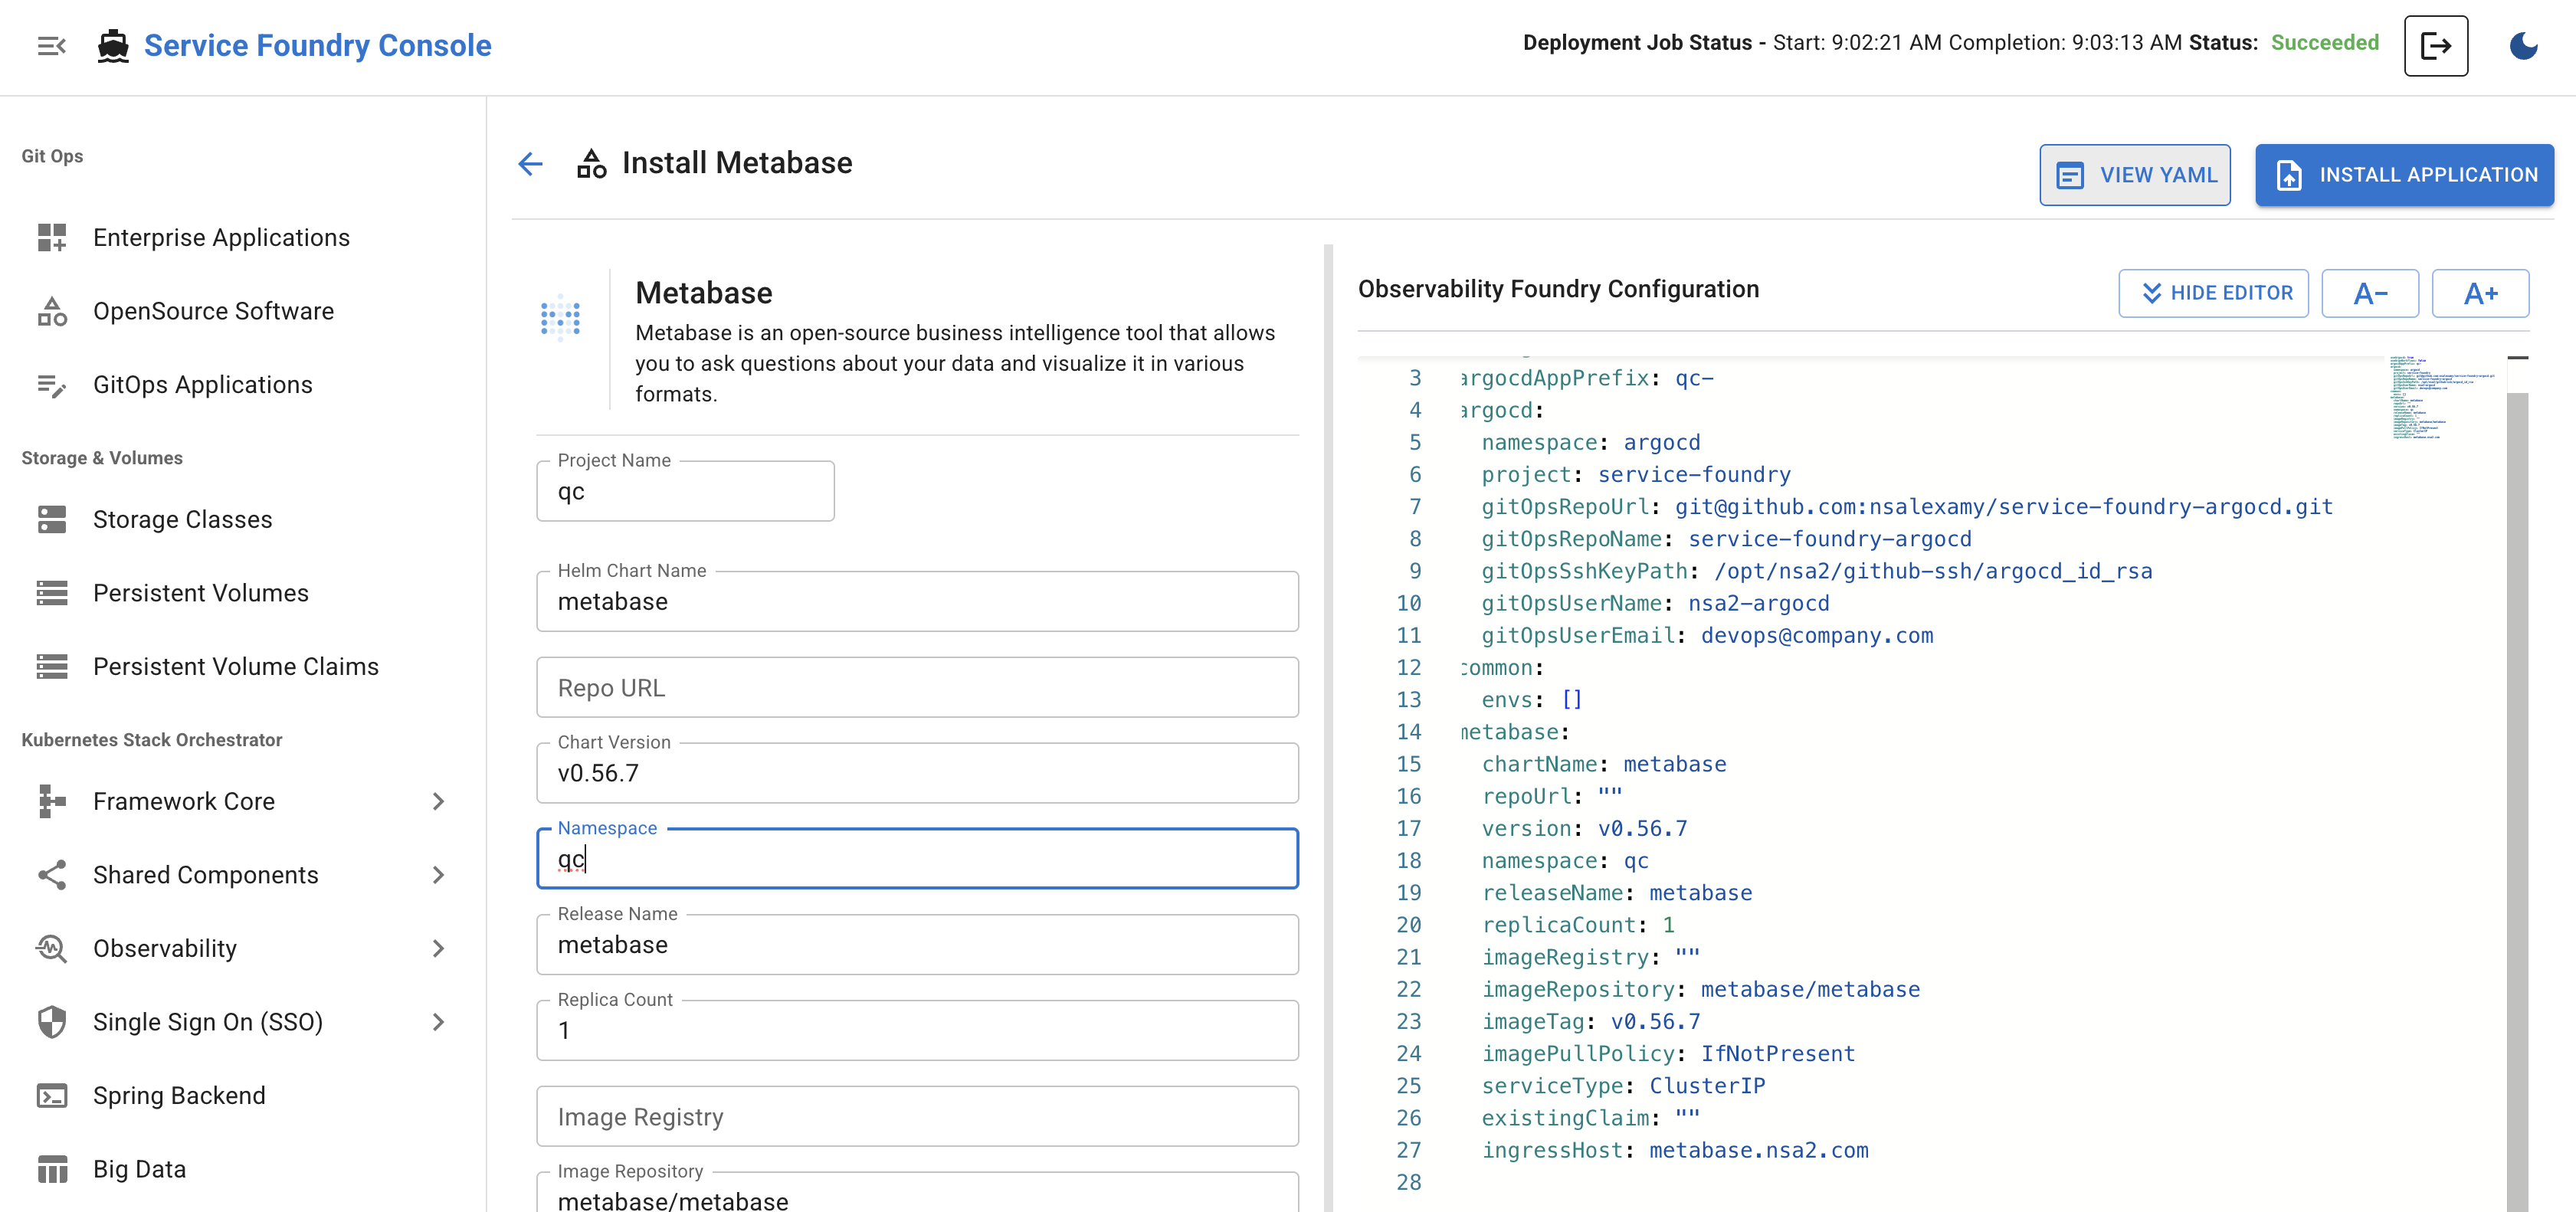 Service Foundry Console
Deployment Job Status - Start: 9:02:21 AM Completion: 9:03:13 AM Status: Succeeded
Git Ops
Enterprise Applications
OpenSource Software
GitOps Applications
Storage & Volumes
Storage Classes
Persistent Volumes
Persistent Volume Claims
Kubernetes Stack Orchestrator
Framework Core
Shared Components
Observability
Single Sign On (SSO)
Spring Backend
Big Data
Install Metabase
VIEW YAML
INSTALL APPLICATION
Metabase
Metabase is an open-source business intelligence tool that allows
you to ask questions about your data and visualize it in various
formats.
Project Name
qc
Helm Chart Name
metabase
Repo URL
Chart Version
v0.56.7
Namespace
qc
Release Name
metabase
Replica Count
1
Image Registry
Image Repository
metabase/metabase
Observability Foundry Configuration
HIDE EDITOR
A-
A+
3 argocdAppPrefix: qc-
4 argocd:
5 namespace: argocd
6 project: service-foundry
7 gitOpsRepoUrl: git@github.com:nsalexamy/service-foundry-argocd.git
8 gitOpsRepoName: service-foundry-argocd
9 gitOpsSshKeyPath: /opt/nsa2/github-ssh/argocd_id_rsa
10 gitOpsUserName: nsa2-argocd
11 gitOpsUserEmail: devops@company.com
12 common:
13 envs: []
14 metabase:
15 chartName: metabase
16 repoUrl: ""
17 version: v0.56.7
18 namespace: qc
19 releaseName: metabase
20 replicaCount: 1
21 imageRegistry: ""
22 imageRepository: metabase/metabase
23 imageTag: v0.56.7
24 imagePullPolicy: IfNotPresent
25 serviceType: ClusterIP
26 existingClaim: ""
27 ingressHost: metabase.nsa2.com
28